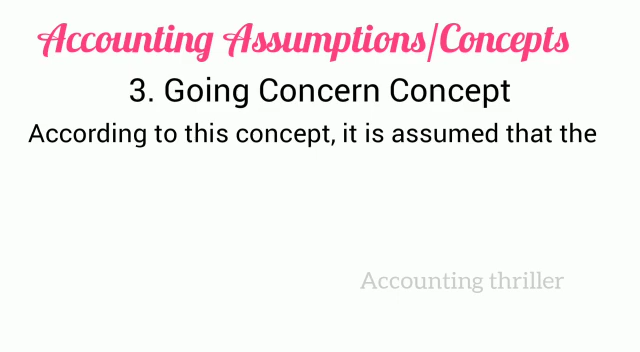 Accounting Assumptions/Concepts
3. Going Concern Concept
According to this concept, it is assumed that the
Accounting thriller